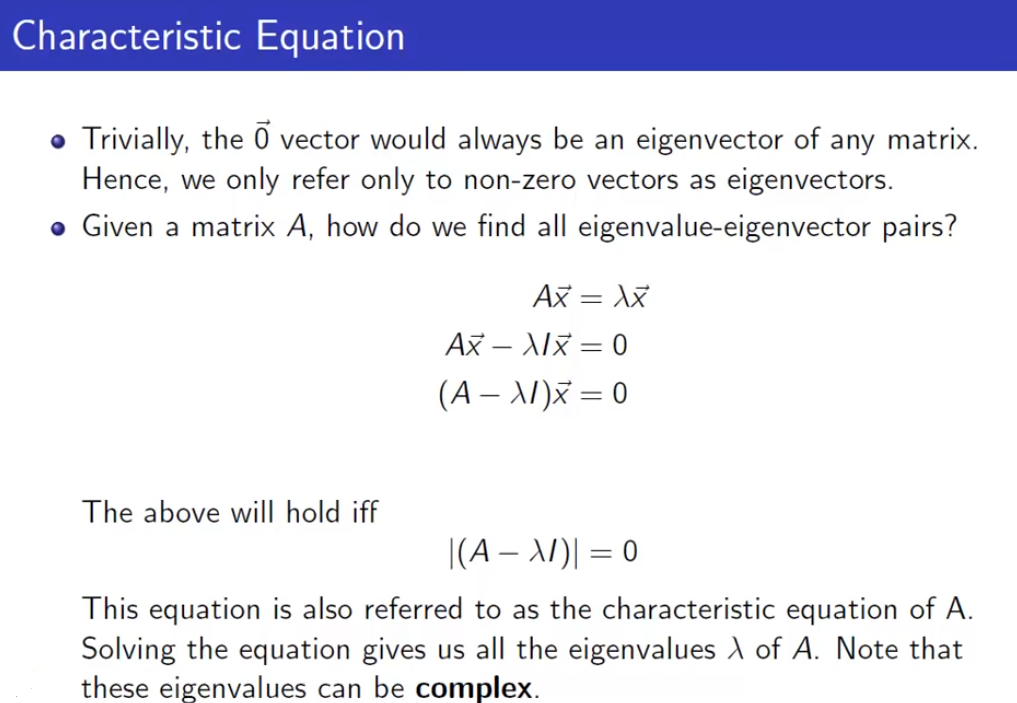 Characteristic Equation
Trivially, the 0⃗ vector would always be an eigenvector of any matrix.
Hence, we only refer only to non-zero vectors as eigenvectors.
Given a matrix A, how do we find all eigenvalue-eigenvector pairs?
Ax⃗ = λx⃗
Ax⃗ − λIx⃗ = 0
(A − λI)x⃗ = 0
The above will hold iff
|(A − λI)| = 0
This equation is also referred to as the characteristic equation of A.
Solving the equation gives us all the eigenvalues λ of A. Note that
these eigenvalues can be complex.